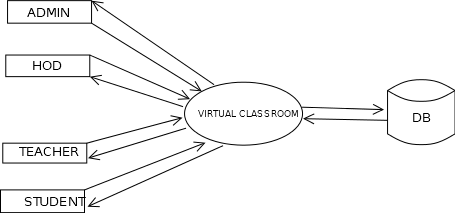 ADMIN
HOD
VIRTUAL CLASSROOM
DB
TEACHER
STUDENT